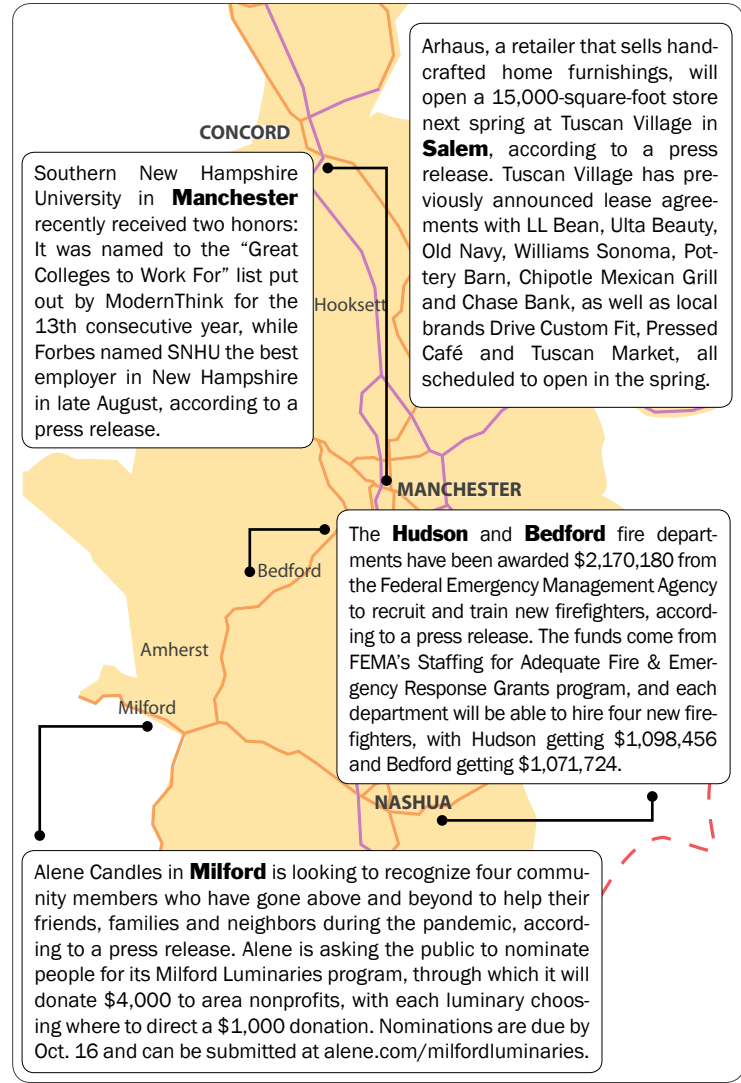 Arhaus, a retailer that sells hand-
crafted home furnishings, will
open a 15,000-square-foot store
next spring at Tuscan Village in
Salem, according to a press
release. Tuscan Village has pre-
viously announced lease agree-
ments with LL Bean, Ulta Beauty,
Old Navy, Williams Sonoma, Pot-
tery Barn, Chipotle Mexican Grill
and Chase Bank, as well as local
brands Drive Custom Fit, Pressed
Café and Tuscan Market, all
scheduled to open in the spring.
CONCORD
Southern New Hampshire
University in Manchester
recently received two honors:
It was named to the “Great
Colleges to Work For” list put
out by ModernThink for the
13th consecutive year, while
Forbes named SNHU the best
employer in New Hampshire
in late August, according to a
press release.
Hooksett
MANCHESTER
The Hudson and Bedford fire depart-
ments have been awarded $2,170,180 from
the Federal Emergency Management Agency
to recruit and train new firefighters, accord-
ing to a press release. The funds come from
FEMA’s Staffing for Adequate Fire & Emer-
gency Response Grants program, and each
department will be able to hire four new fire-
fighters, with Hudson getting $1,098,456
and Bedford getting $1,071,724.
Bedford
Amherst
Milford
NASHUA
Alene Candles in Milford is looking to recognize four commu-
nity members who have gone above and beyond to help their
friends, families and neighbors during the pandemic, accord-
ing to a press release. Alene is asking the public to nominate
people for its Milford Luminaries program, through which it will
donate $4,000 to area nonprofits, with each luminary choos-
ing where to direct a $1,000 donation. Nominations are due by
Oct. 16 and can be submitted at alene.com/milfordluminaries.